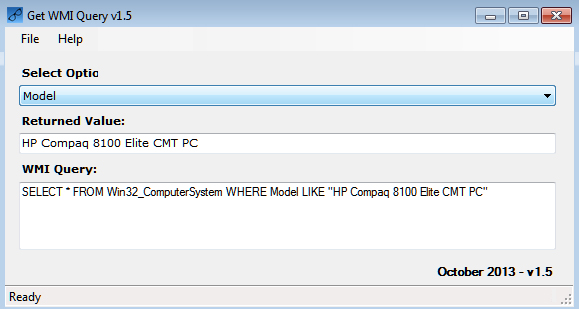 Get WMI Query v1.5
File Help
Select Optio
Model
Returned Value:
HP Compaq 8100 Elite CMT PC
WMI Query:
SELECT * FROM Win32_ComputerSystem WHERE Model LIKE "HP Compaq 8100 Elite CMT PC"
October 2013 - v1.5
Ready